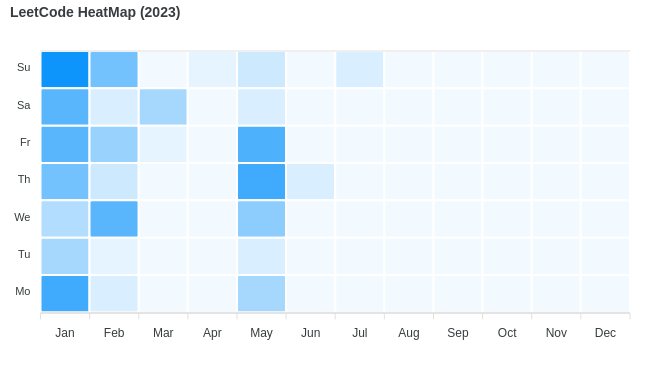 LeetCode HeatMap (2023)
Su
Sa
Fr
Th
We
Tu
Mo
Jan Feb Mar Apr May Jun Jul Aug Sep Oct Nov Dec